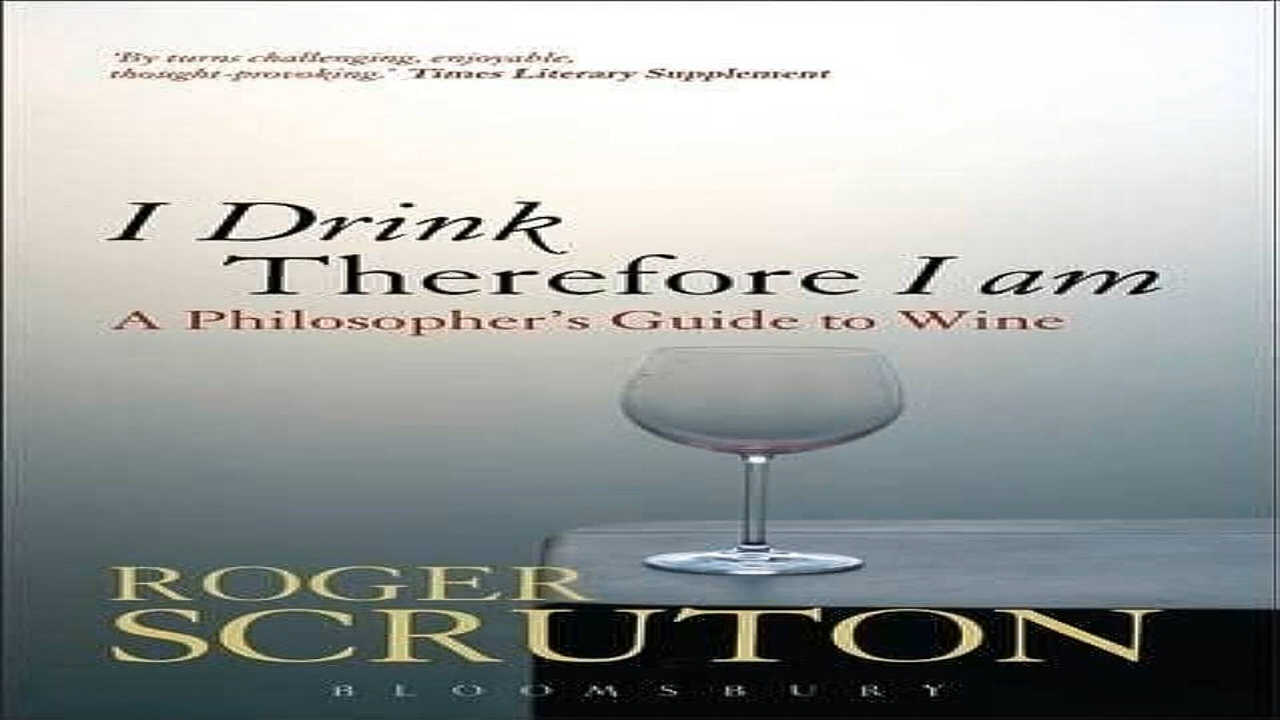 'By turns challenging, enjoyable,
thought-provoking.' Times Literary Supplement
I Drink
Therefore I am
A Philosopher's Guide to Wine
ROGER
SCRUTON
BLOOMSBURY